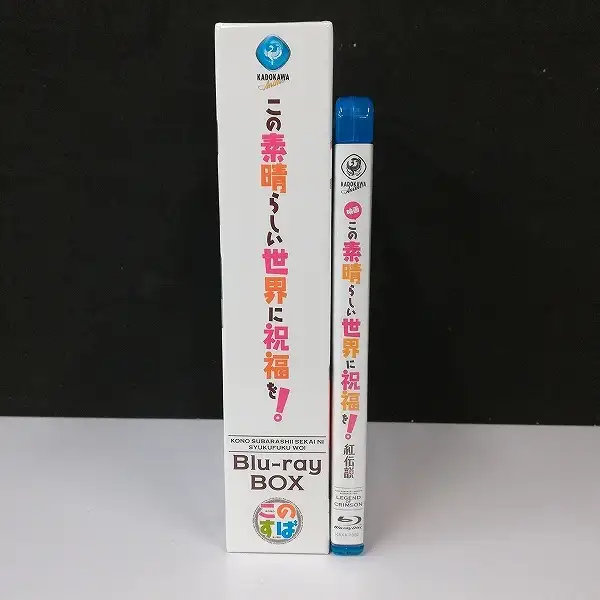 KADOKAWA
Anime
この素晴らしい世界に祝福を!
KONO SUBARASHII SEKAI NI
SYUKUFUKU WO!
Blu-ray
BOX
この
すば
KADOKAWA
Anime
映画
この素晴らしい世界に祝福を!
紅伝説
LEGEND
OF
CRIMSON
Blu-ray Disc